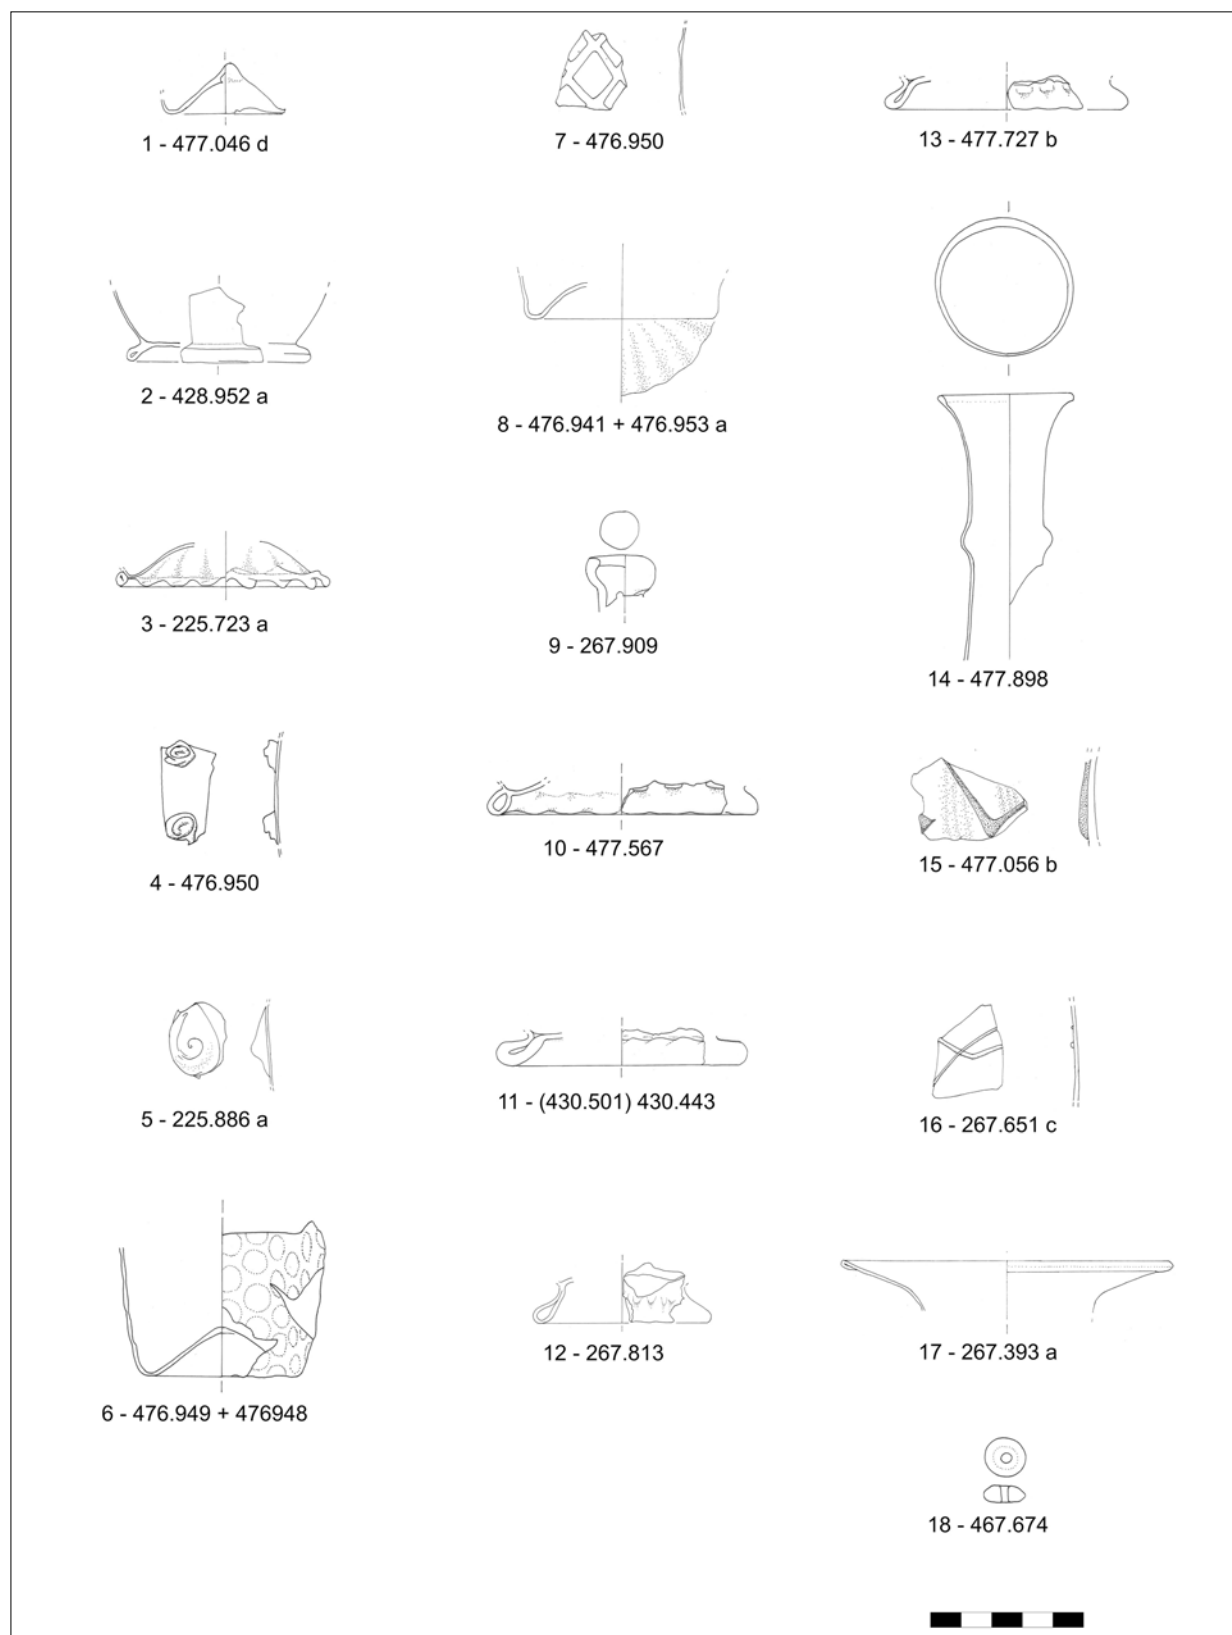 1 - 477.046 d
2 - 428.952 a
3 - 225.723 a
4 - 476.950
5 - 225.886 a
6 - 476.949 + 476948
7 - 476.950
8 - 476.941 + 476.953 a
9 - 267.909
10 - 477.567
11 - (430.501) 430.443
12 - 267.813
13 - 477.727 b
14 - 477.898
15 - 477.056 b
16 - 267.651 c
17 - 267.393 a
18 - 467.674